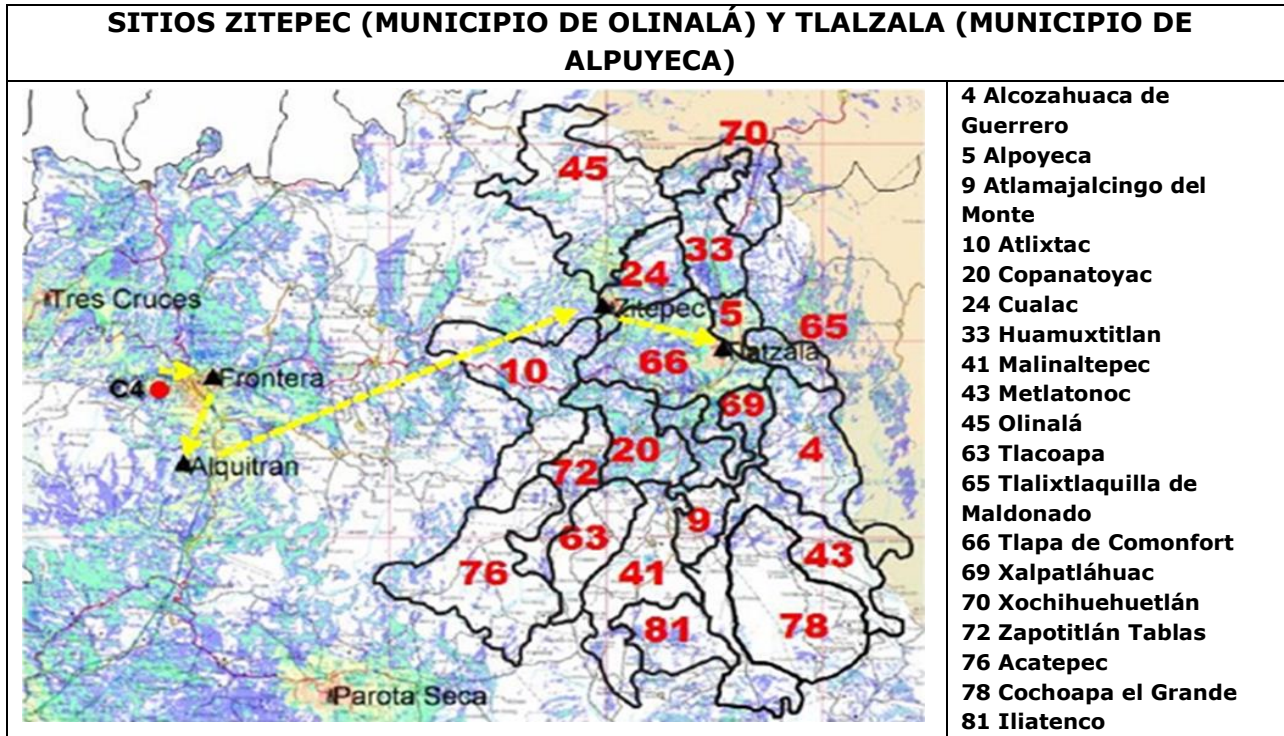 SITIOS ZITEPEC (MUNICIPIO DE OLINALÁ) Y TLALZALA (MUNICIPIO DE
ALPUYECA)
70
45
33
24
Tres Cruces
Zitepec
5
65
Tlatzala
66
10
Frontera
C4
69
20
4
Alquitran
72
9
63
43
76
41
81
78
Parota Seca
4 Alcozahuaca de
Guerrero
5 Alpoyeca
9 Atlamajalcingo del
Monte
10 Atlixtac
20 Copanatoyac
24 Cualac
33 Huamuxtitlan
41 Malinaltepec
43 Metlatonoc
45 Olinalá
63 Tlacoapa
65 Tlalixtlaquilla de
Maldonado
66 Tlapa de Comonfort
69 Xalpatláhuac
70 Xochihuehuetlán
72 Zapotitlán Tablas
76 Acatepec
78 Cochoapa el Grande
81 Iliatenco